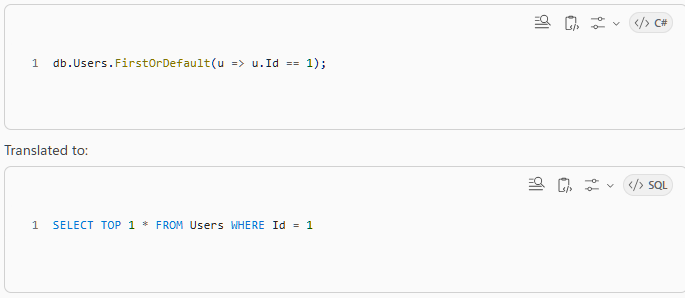 </> C#
1 db.Users.FirstOrDefault(u => u.Id == 1);
Translated to:
</> SQL
1 SELECT TOP 1 * FROM Users WHERE Id = 1